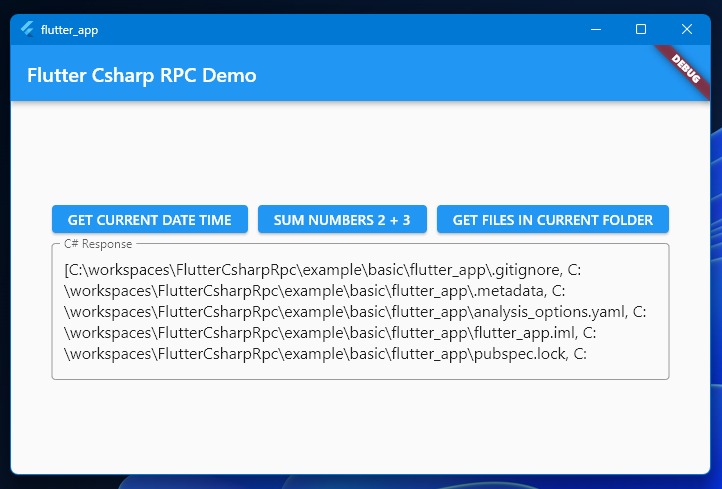 flutter_app
Flutter Csharp RPC Demo
DEBUG
GET CURRENT DATE TIME
SUM NUMBERS 2 + 3
GET FILES IN CURRENT FOLDER
C# Response
[C:\workspaces\FlutterCsharpRpc\example\basic\flutter_app\.gitignore, C:
\workspaces\FlutterCsharpRpc\example\basic\flutter_app\.metadata, C:
\workspaces\FlutterCsharpRpc\example\basic\flutter_app\analysis_options.yaml, C:
\workspaces\FlutterCsharpRpc\example\basic\flutter_app\flutter_app.iml, C:
\workspaces\FlutterCsharpRpc\example\basic\flutter_app\pubspec.lock, C: